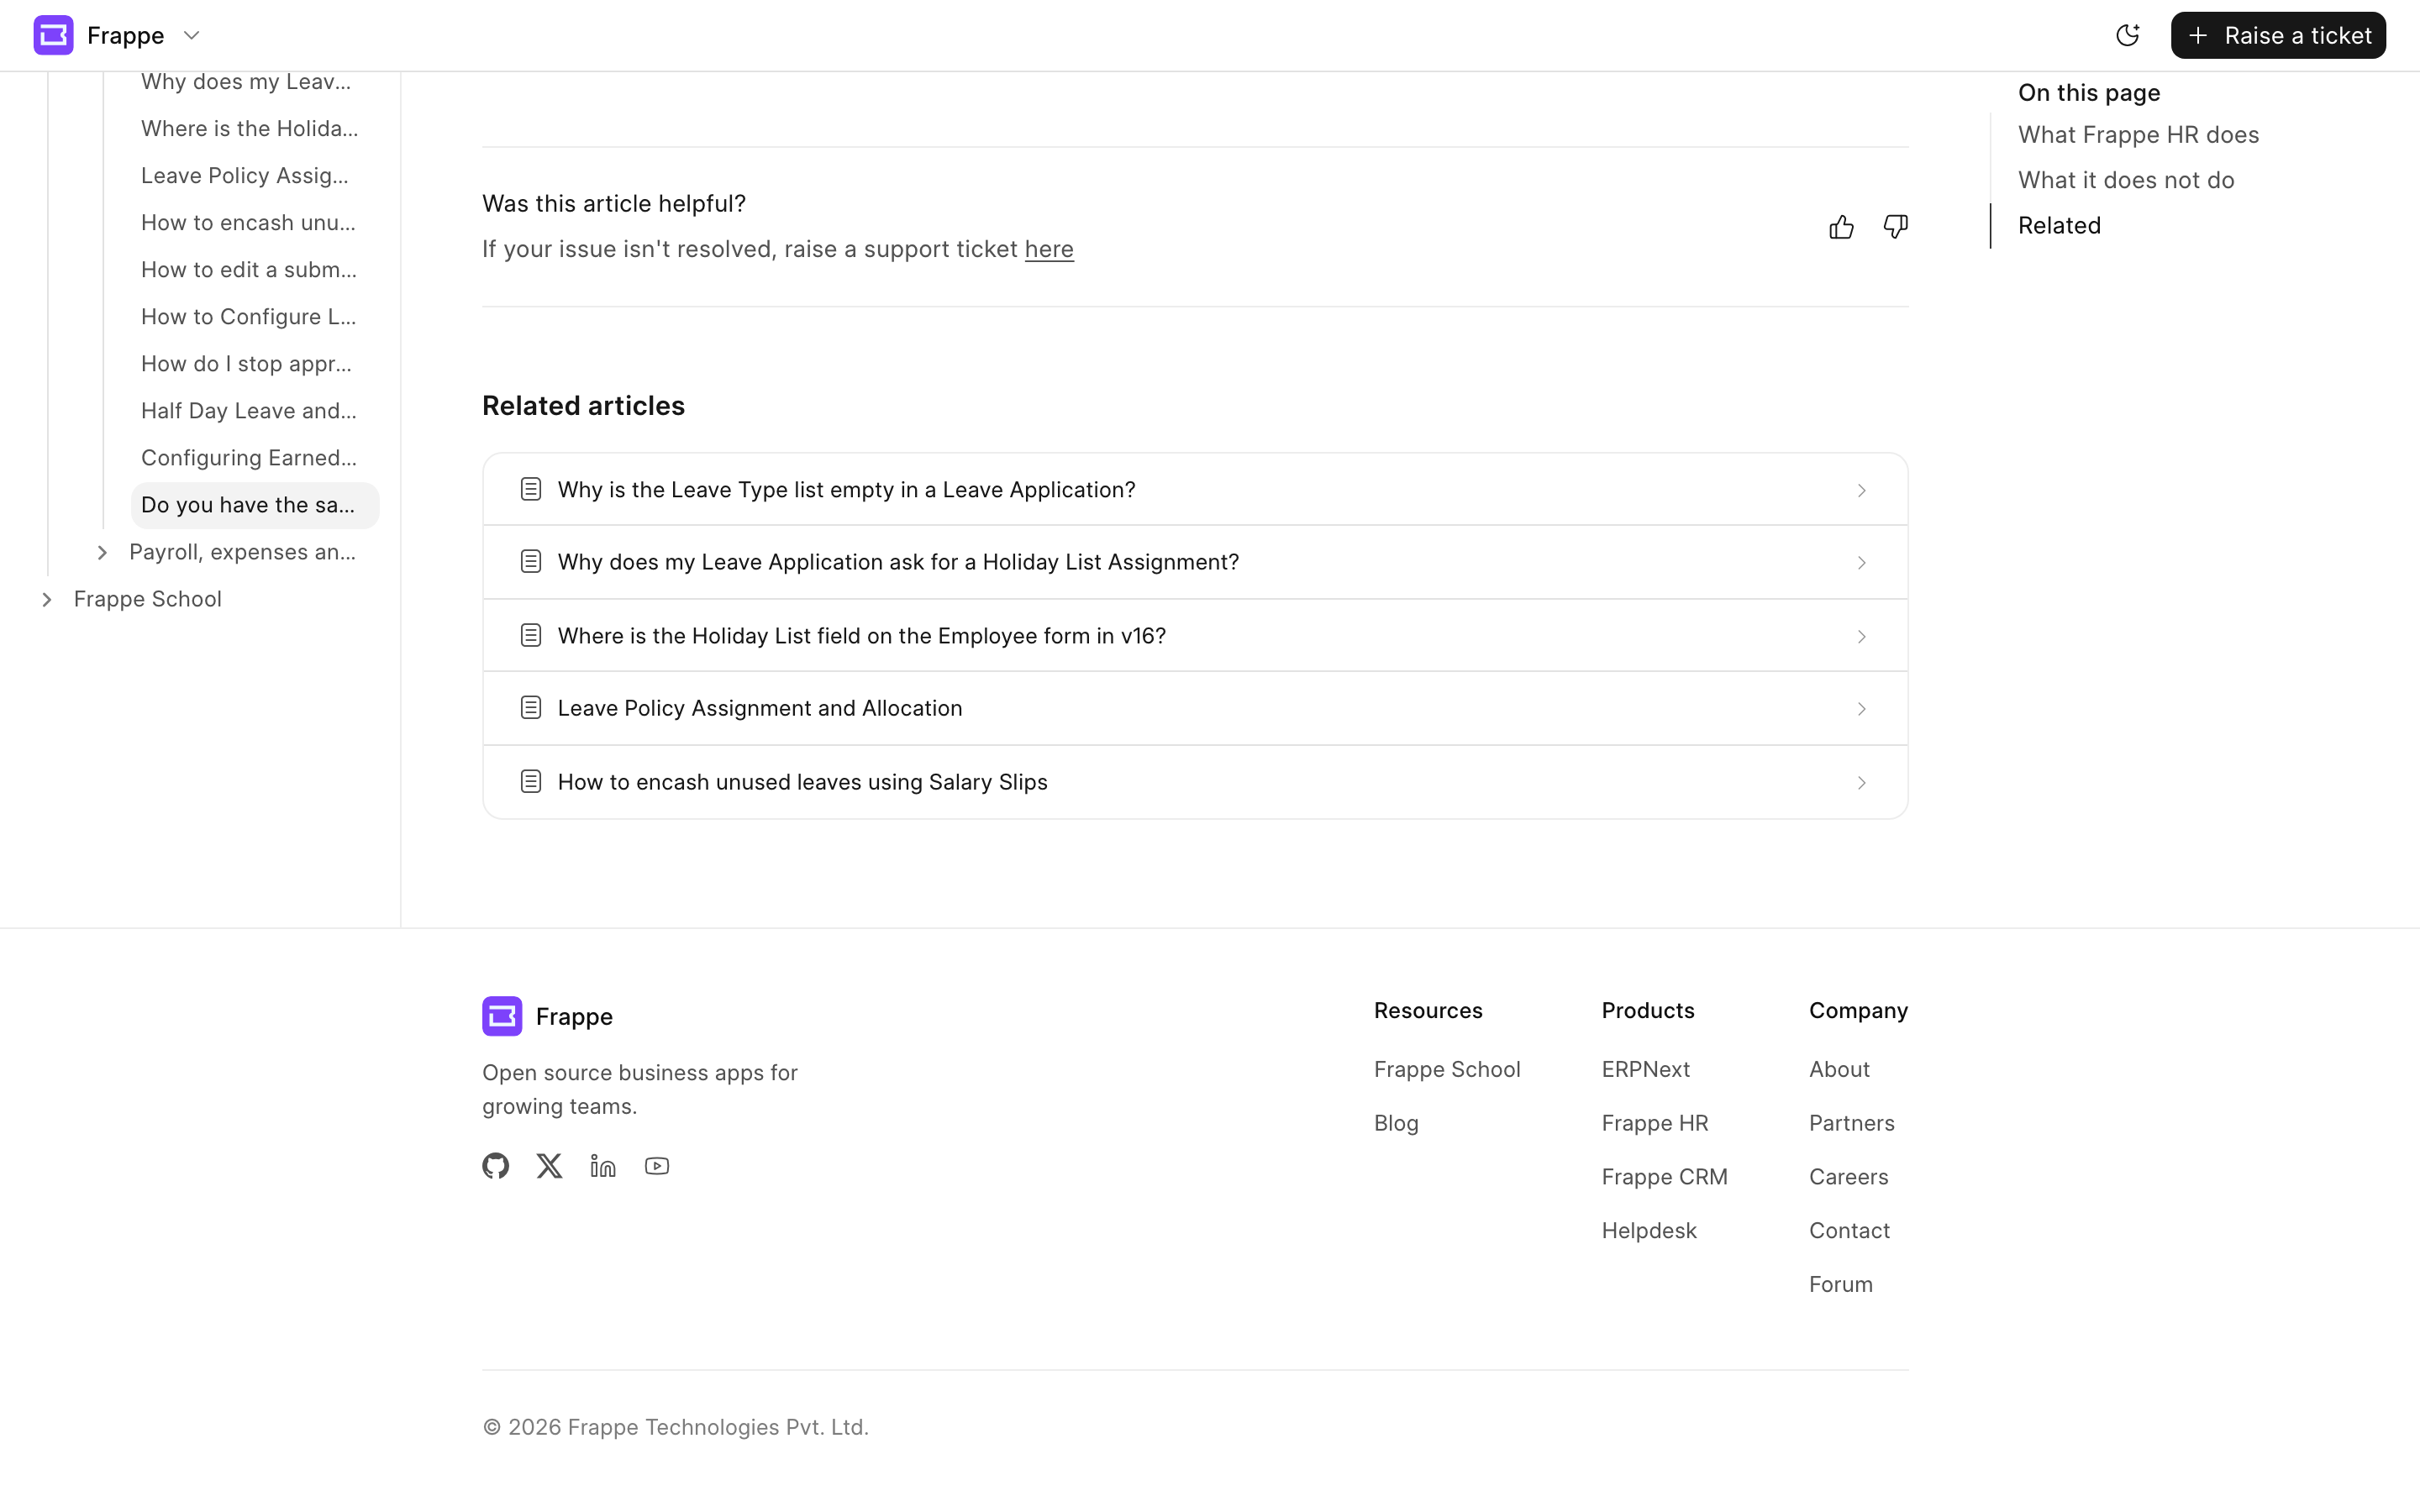 Frappe
Raise a ticket
Why does my Leav...
Where is the Holida...
Leave Policy Assig...
How to encash unu...
How to edit a subm...
How to Configure L...
How do I stop appr...
Half Day Leave and...
Configuring Earned...
Do you have the sa...
Payroll, expenses an...
Frappe School
Was this article helpful?
If your issue isn't resolved, raise a support ticket here
Related articles
Why is the Leave Type list empty in a Leave Application?
Why does my Leave Application ask for a Holiday List Assignment?
Where is the Holiday List field on the Employee form in v16?
Leave Policy Assignment and Allocation
How to encash unused leaves using Salary Slips
On this page
What Frappe HR does
What it does not do
Related
Frappe
Open source business apps for
growing teams.
Resources
Frappe School
Blog
Products
ERPNext
Frappe HR
Frappe CRM
Helpdesk
Company
About
Partners
Careers
Contact
Forum
© 2026 Frappe Technologies Pvt. Ltd.